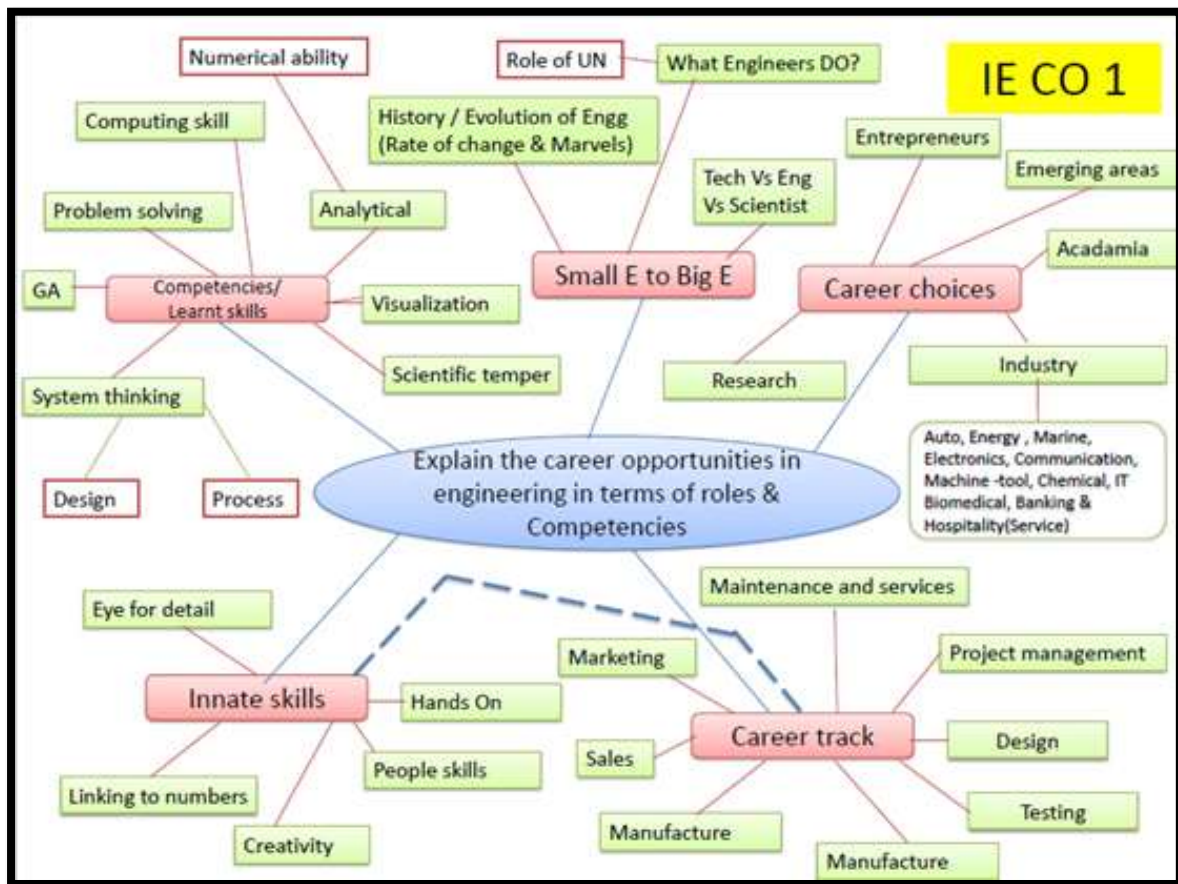 Numerical ability
Role of UN
What Engineers DO?
IE CO 1
Computing skill
History / Evolution of Engg
(Rate of change & Marvels)
Entrepreneurs
Emerging areas
Tech Vs Eng
Vs Scientist
Problem solving
Analytical
Acadamia
GA
Competencies/
Learnt skills
Visualization
Small E to Big E
Career choices
Scientific temper
Research
Industry
System thinking
Auto, Energy , Marine,
Electronics, Communication,
Machine -tool, Chemical, IT
Biomedical, Banking &
Hospitality(Service)
Design
Process
Explain the career opportunities in
engineering in terms of roles &
Competencies
Eye for detail
Maintenance and services
Marketing
Project management
Innate skills
Hands On
Career track
Design
Sales
People skills
Linking to numbers
Testing
Creativity
Manufacture
Manufacture